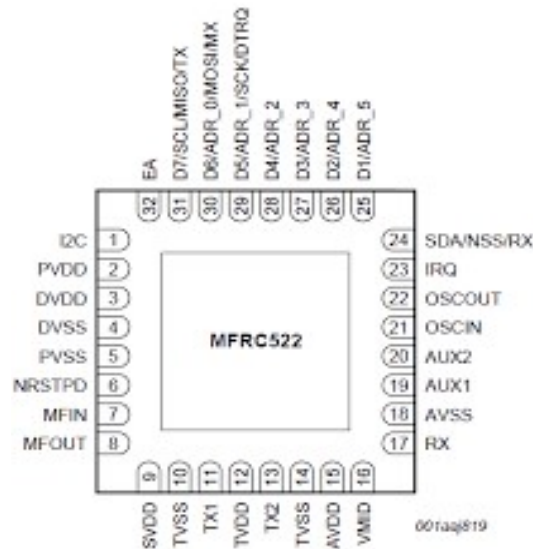 EA
D7/SCL/MISO/TX
D6/ADR_0/MOSI/MX
D5/ADR_1/SCK/DTRQ
D4/ADR_2
D3/ADR_3
D2/ADR_4
D1/ADR_5
32 31 30 29 28 27 26 25
I2C 1
PVDD 2
DVDD 3
DVSS 4
PVSS 5
NRSTPD 6
MFIN 7
MFOUT 8
MFRC522
24 SDA/NSS/RX
23 IRQ
22 OSCOUT
21 OSCIN
20 AUX2
19 AUX1
18 AVSS
17 RX
9 10 11 12 13 14 15 16
SVDD
TVSS
TX1
TVDD
TX2
TVSS
AVDD
VMID
001aaj819